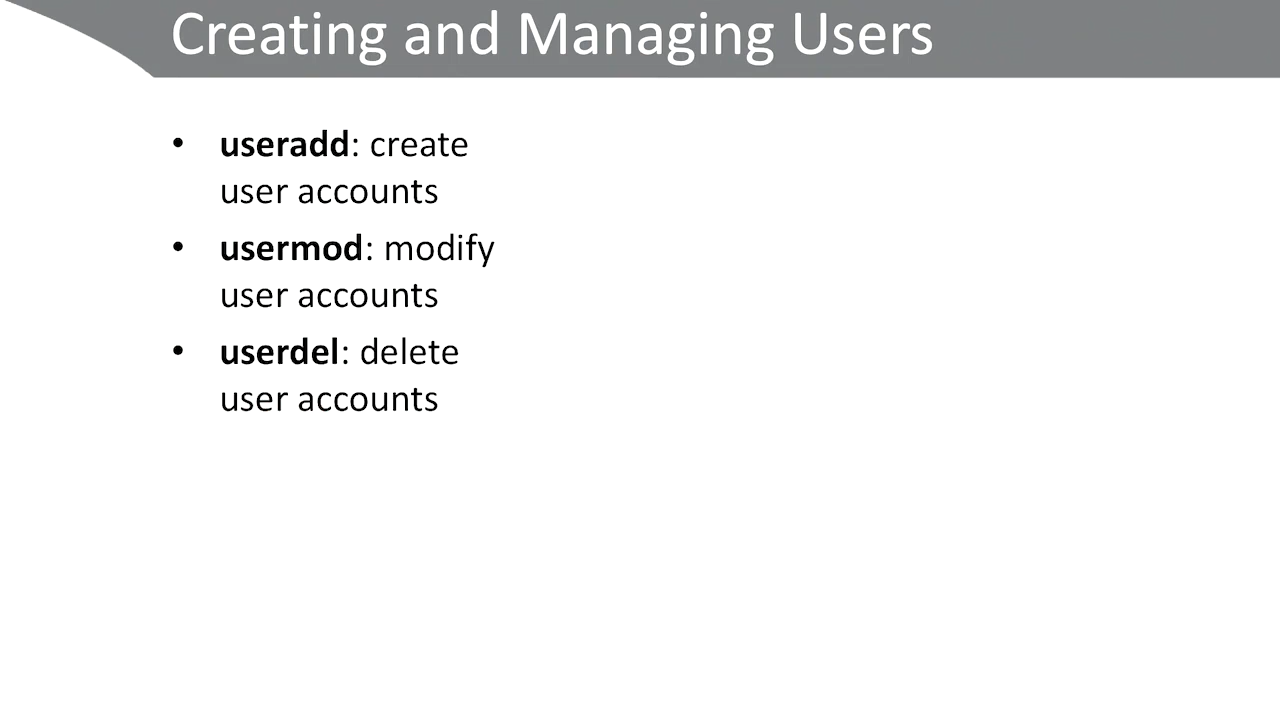 Creating and Managing Users
• useradd: create
user accounts
• usermod: modify
user accounts
• userdel: delete
user accounts